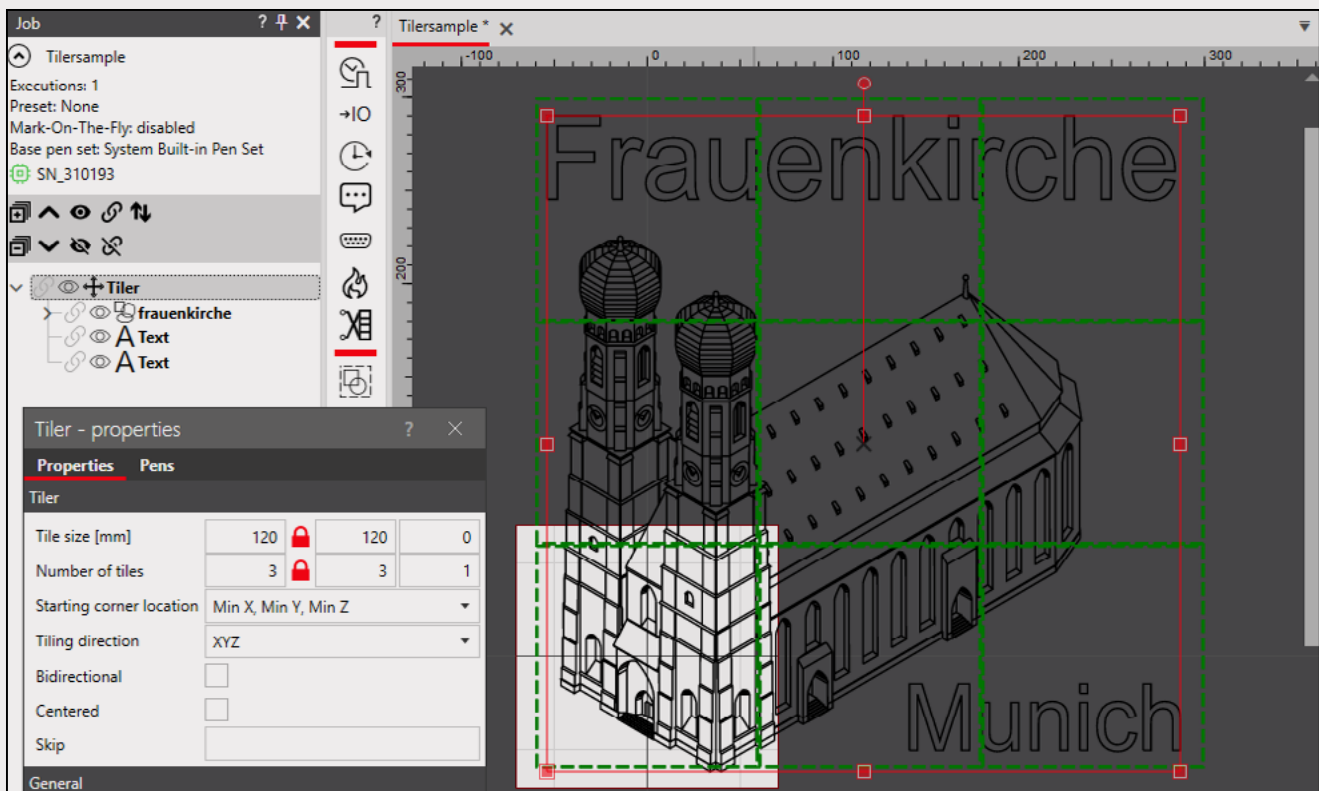 Job ?
Tilersample
Executions: 1
Preset: None
Mark-On-The-Fly: disabled
Base pen set: System Built-in Pen Set
SN_310193
Tiler
frauenkirche
A Text
A Text
?
→IO
Tilersample *
-100 0 100 200 300
300
200
Frauenkirche
Munich
Tiler - properties ?
Properties Pens
Tiler
Tile size [mm] 120 120 0
Number of tiles 3 3 1
Starting corner location Min X, Min Y, Min Z
Tiling direction XYZ
Bidirectional
Centered
Skip
General